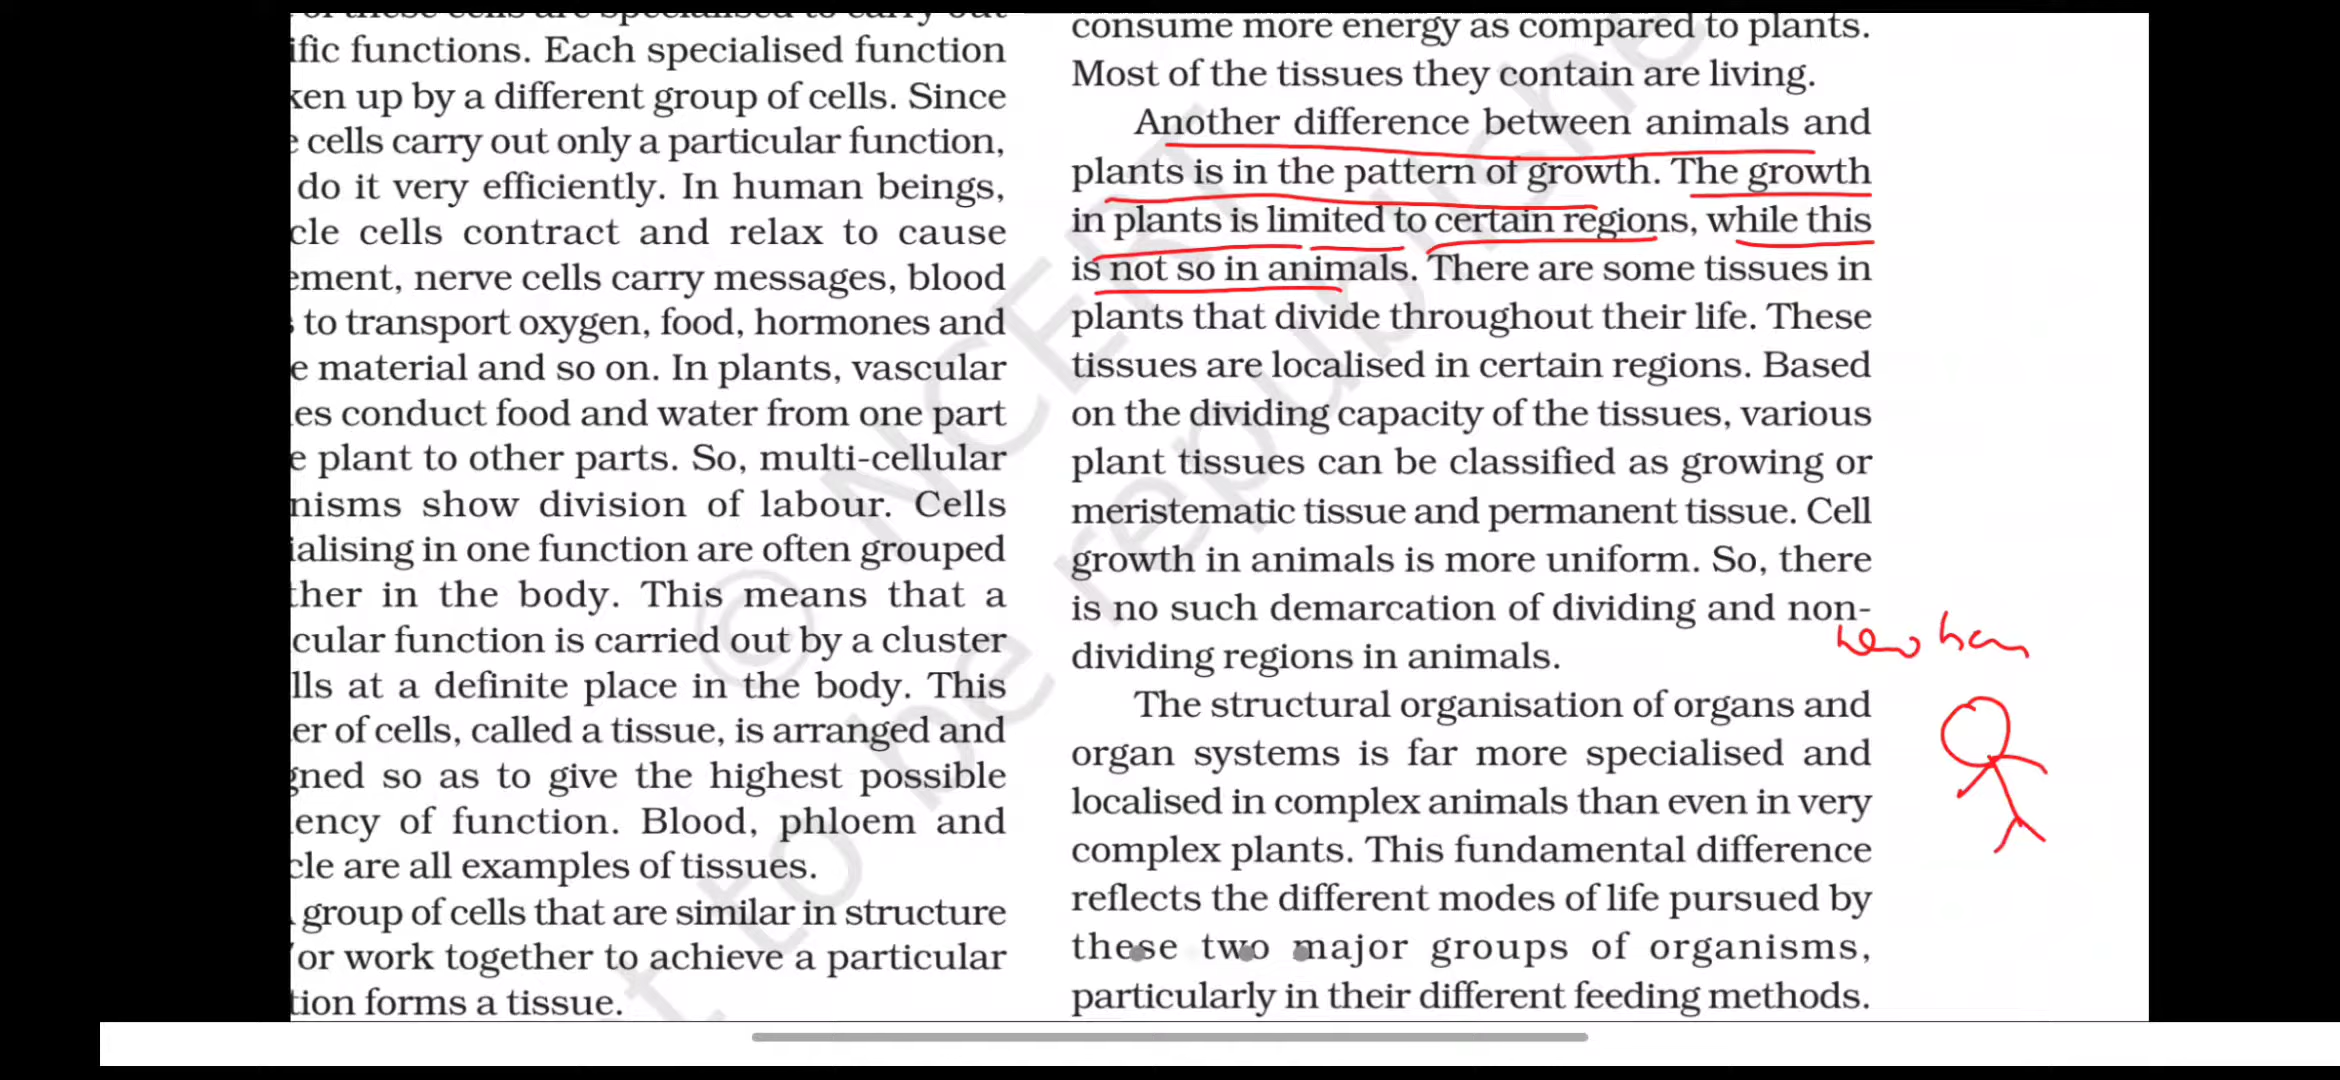 of these cells are specialised to carry out
ific functions. Each specialised function
ken up by a different group of cells. Since
e cells carry out only a particular function,
do it very efficiently. In human beings,
cle cells contract and relax to cause
ement, nerve cells carry messages, blood
s to transport oxygen, food, hormones and
e material and so on. In plants, vascular
es conduct food and water from one part
e plant to other parts. So, multi-cellular
nisms show division of labour. Cells
ialising in one function are often grouped
ther in the body. This means that a
cular function is carried out by a cluster
lls at a definite place in the body. This
er of cells, called a tissue, is arranged and
gned so as to give the highest possible
iency of function. Blood, phloem and
cle are all examples of tissues.
A group of cells that are similar in structure
/or work together to achieve a particular
tion forms a tissue.
consume more energy as compared to plants.
Most of the tissues they contain are living.
Another difference between animals and
plants is in the pattern of growth. The growth
in plants is limited to certain regions, while this
is not so in animals. There are some tissues in
plants that divide throughout their life. These
tissues are localised in certain regions. Based
on the dividing capacity of the tissues, various
plant tissues can be classified as growing or
meristematic tissue and permanent tissue. Cell
growth in animals is more uniform. So, there
is no such demarcation of dividing and non-
dividing regions in animals.
The structural organisation of organs and
organ systems is far more specialised and
localised in complex animals than even in very
complex plants. This fundamental difference
reflects the different modes of life pursued by
these two major groups of organisms,
particularly in their different feeding methods.
© NCERT
t to be republishe